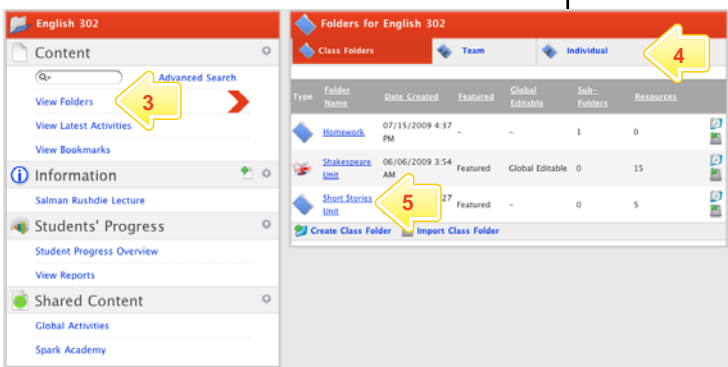 English 302
Content
Advanced Search
View Folders
3
View Latest Activities
View Bookmarks
Information
Salman Rushdie Lecture
Students' Progress
Student Progress Overview
View Reports
Shared Content
Global Activities
Spark Academy
Folders for English 302
Class Folders Team Individual
4
Type Folder Name Date Created Featured Global Editable Sub-Folders Resources
Homework 07/15/2009 4:37 PM - - 1 0
Shakespeare Unit 06/06/2009 3:54 AM Featured Global Editable 0 15
Short Stories Unit 27 Featured - 0 5
5
Create Class Folder Import Class Folder